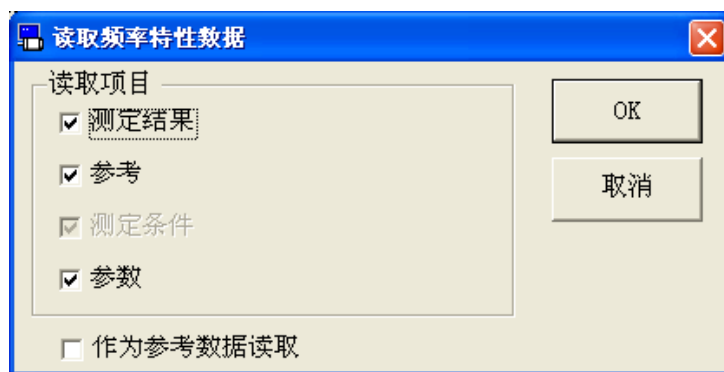 读取频率特性数据
读取项目
测定结果
OK
参考
取消
测定条件
参数
作为参考数据读取